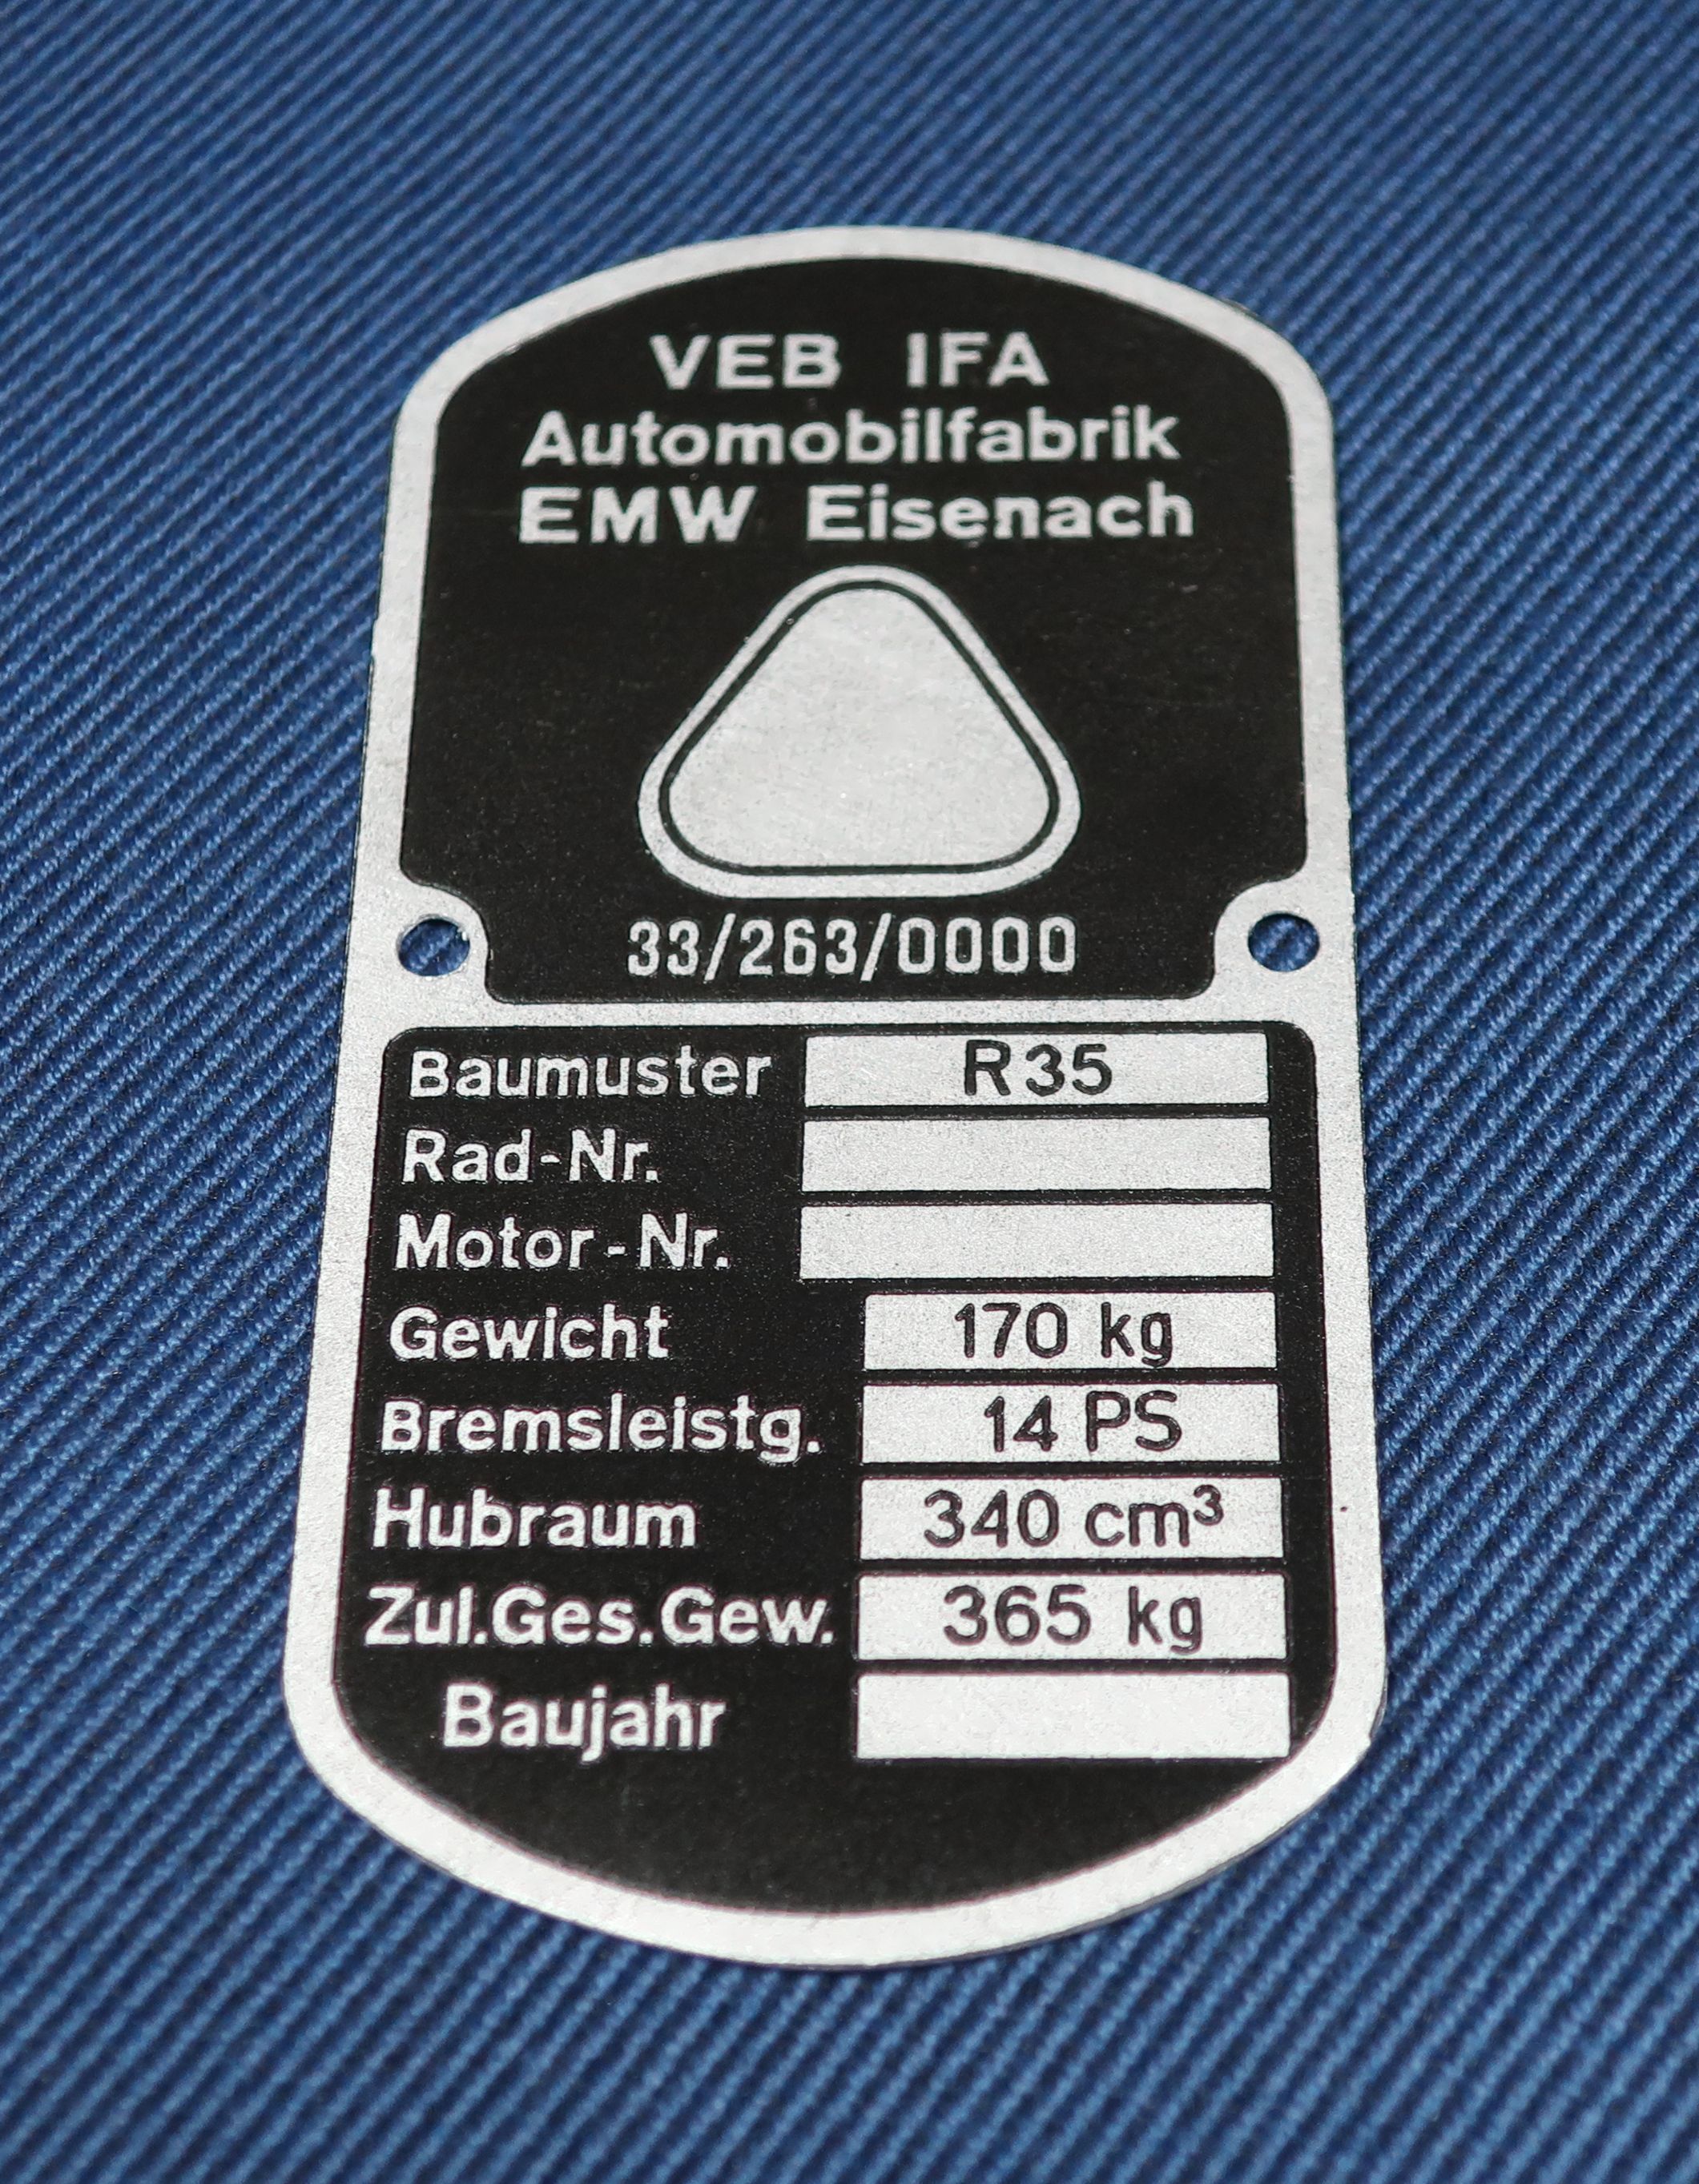 VEB IFA
Automobilfabrik
EMW Eisenach
33/263/0000
Baumuster R35
Rad-Nr.
Motor-Nr.
Gewicht 170 kg
Bremsleistg. 14 PS
Hubraum 340 cm³
Zul.Ges.Gew. 365 kg
Baujahr